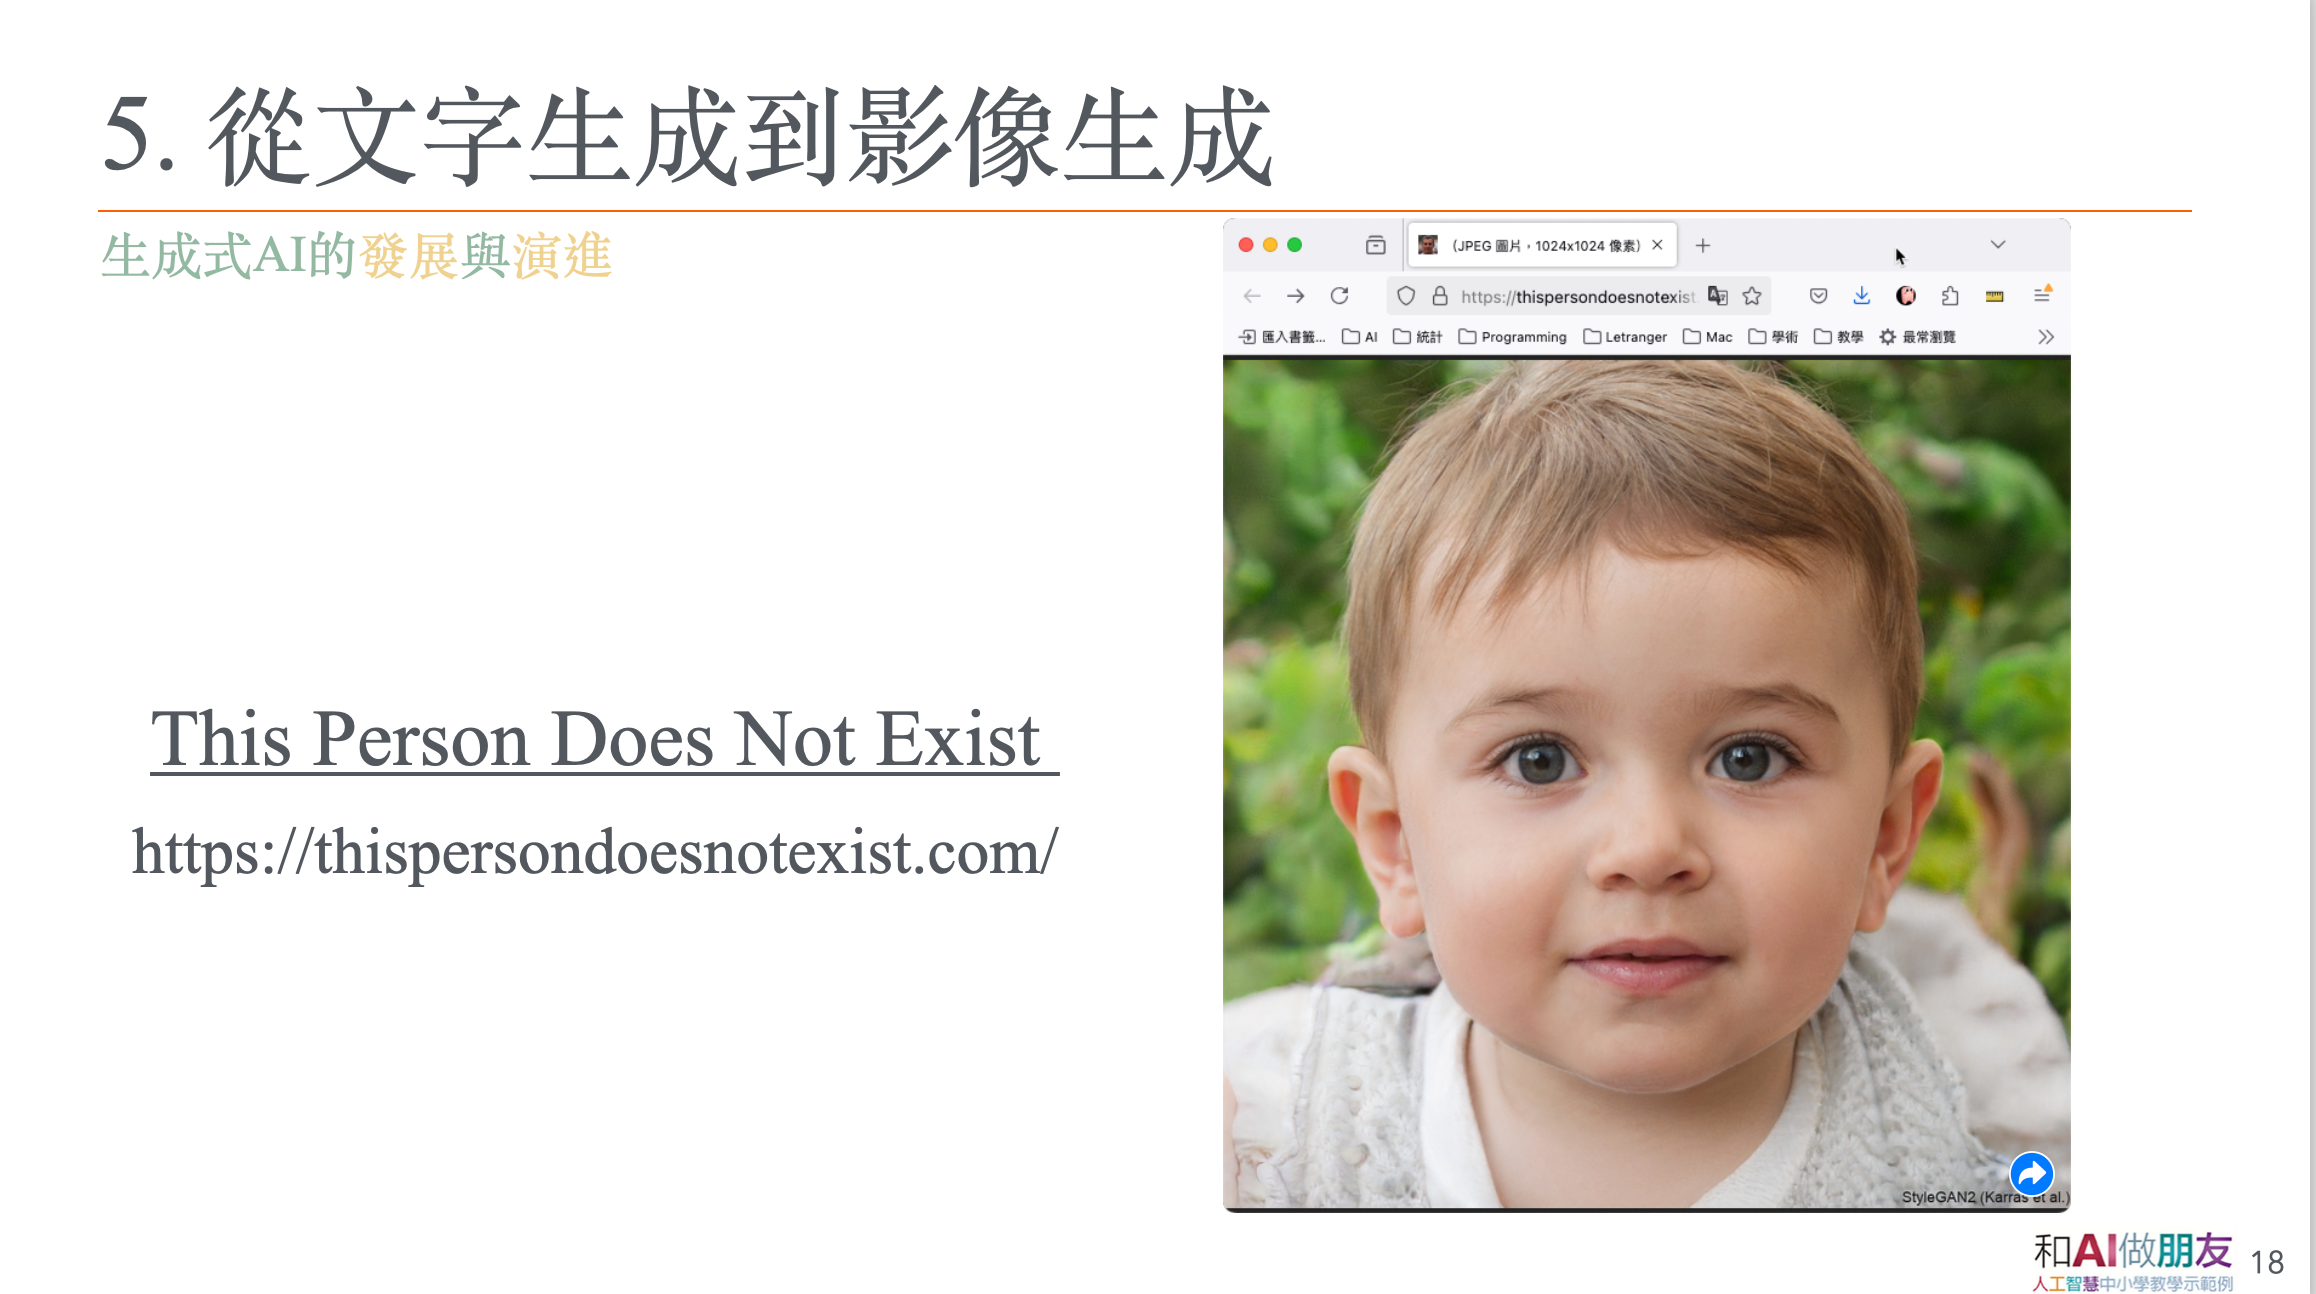 5. 從文字生成到影像生成
生成式AI的發展與演進
(JPEG 圖片，1024x1024 像素)
https://thispersondoesnotexist.
匯入書籤... AI 統計 Programming Letranger Mac 學術 教學 最常瀏覽
This Person Does Not Exist
https://thispersondoesnotexist.com/
StyleGAN2 (Karras et al.)
和AI做朋友
人工智慧中小學教學示範例
18